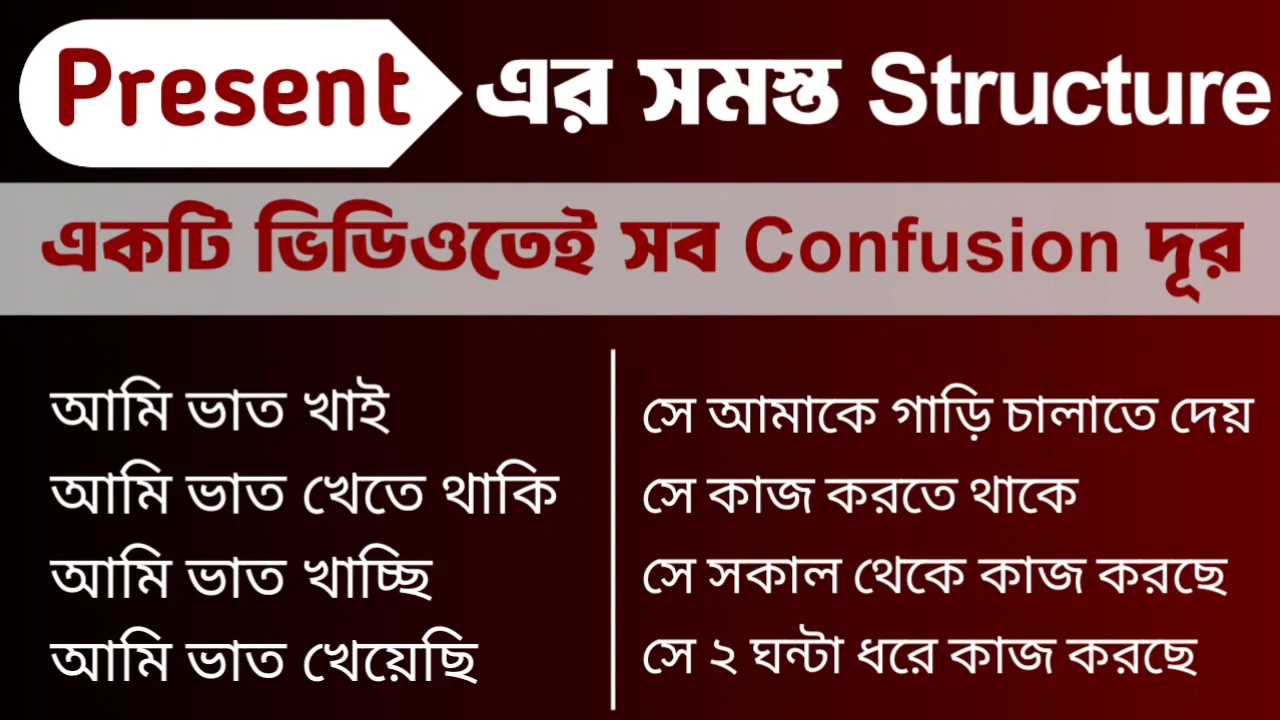 Present এর সমস্ত Structure
একটি ভিডিওতেই সব Confusion দূর
আমি ভাত খাই
আমি ভাত খেতে থাকি
আমি ভাত খাচ্ছি
আমি ভাত খেয়েছি
সে আমাকে গাড়ি চালাতে দেয়
সে কাজ করতে থাকে
সে সকাল থেকে কাজ করছে
সে ২ ঘন্টা ধরে কাজ করছে